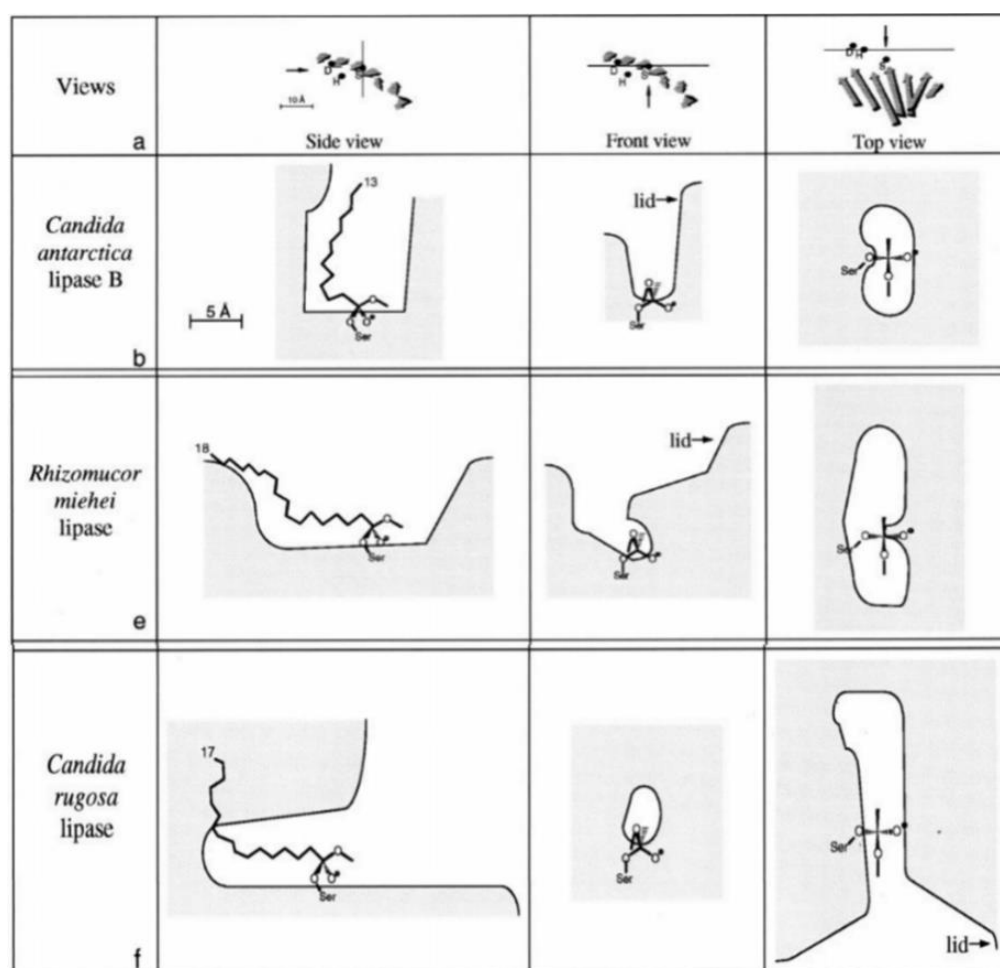 Views
a
D
H
S
10 Å
Side view
D
H
S
Front view
D
H
S
Top view
Candida
antarctica
lipase B
b
5 Å
13
O
O
O
Ser
lid
O
O
O
Ser
O
O
O
Ser
Rhizomucor
miehei
lipase
e
18
O
O
O
Ser
lid
O
O
O
Ser
O
O
O
Ser
Candida
rugosa
lipase
f
17
O
O
O
Ser
O
O
O
Ser
O
O
O
Ser
lid